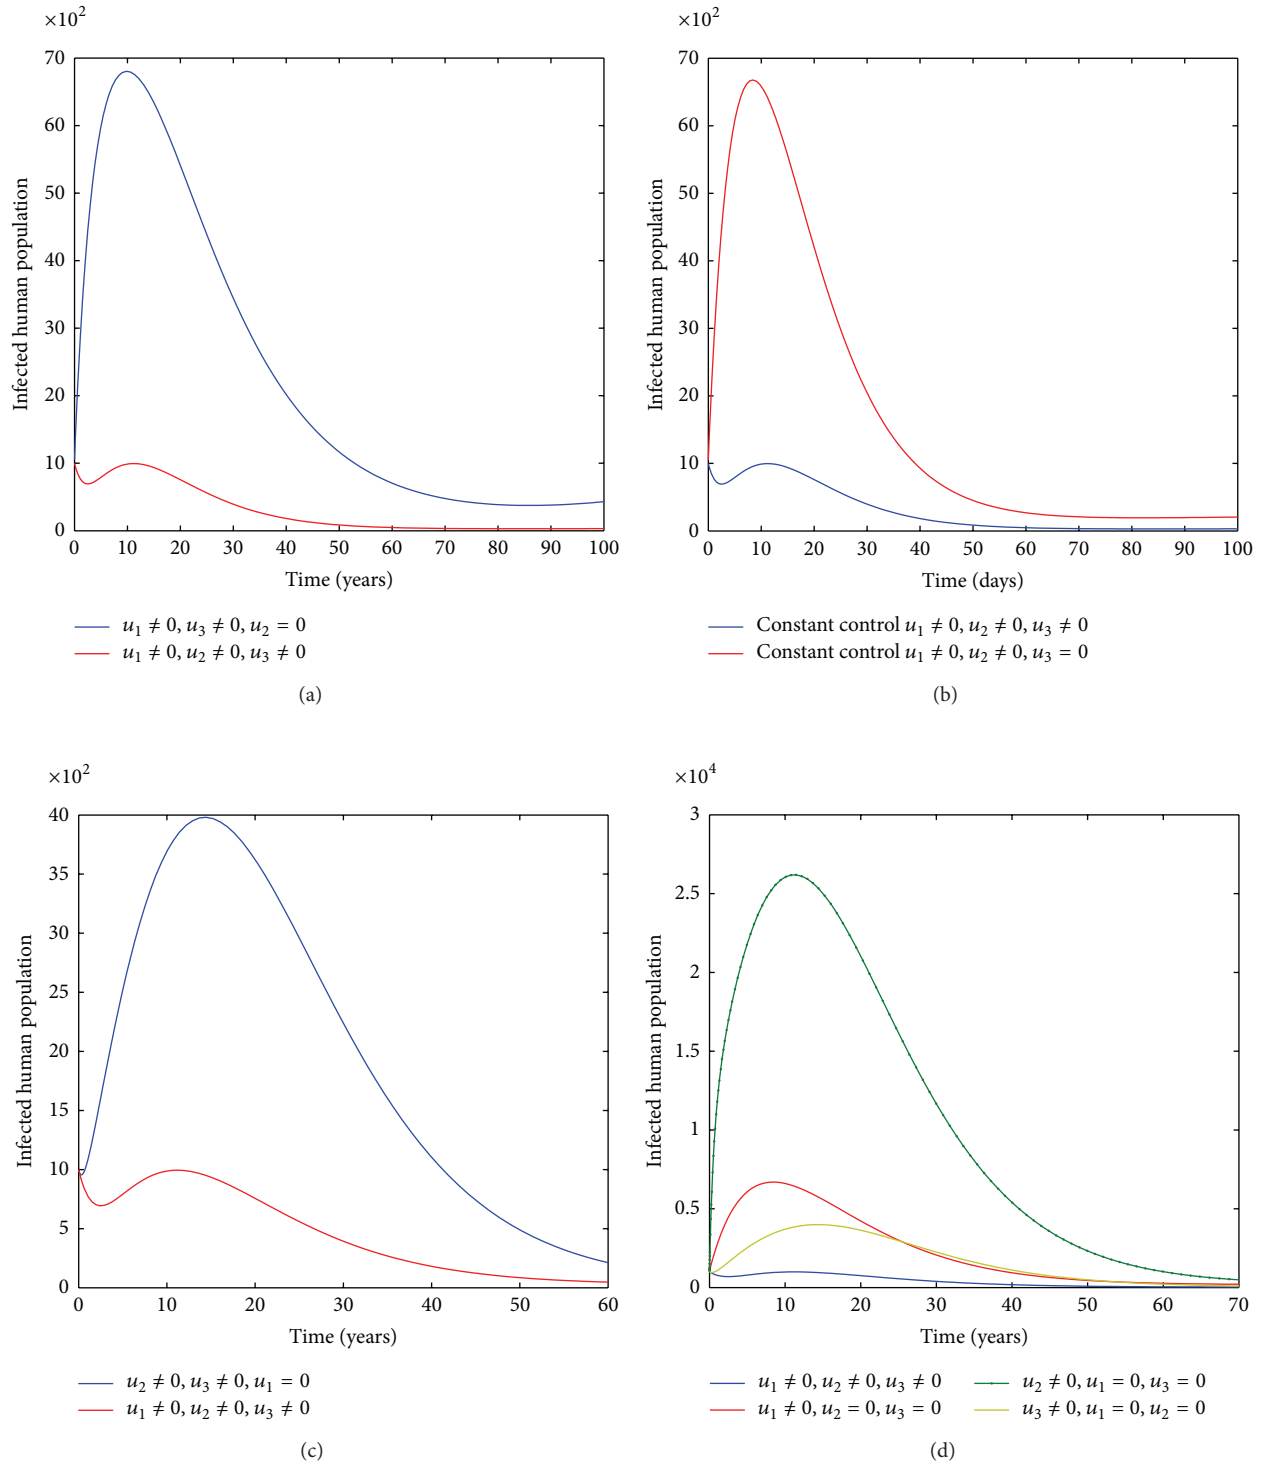 ×10²
70
60
50
40
30
20
10
0
Infected human population
0 10 20 30 40 50 60 70 80 90 100
Time (years)
u₁ ≠ 0, u₃ ≠ 0, u₂ = 0
u₁ ≠ 0, u₂ ≠ 0, u₃ ≠ 0
(a)
×10²
70
60
50
40
30
20
10
0
Infected human population
0 10 20 30 40 50 60 70 80 90 100
Time (days)
Constant control u₁ ≠ 0, u₂ ≠ 0, u₃ ≠ 0
Constant control u₁ ≠ 0, u₂ ≠ 0, u₃ = 0
(b)
×10²
40
35
30
25
20
15
10
5
0
Infected human population
0 10 20 30 40 50 60
Time (years)
u₂ ≠ 0, u₃ ≠ 0, u₁ = 0
u₁ ≠ 0, u₂ ≠ 0, u₃ ≠ 0
(c)
×10⁴
3
2.5
2
1.5
1
0.5
0
Infected human population
0 10 20 30 40 50 60 70
Time (years)
u₁ ≠ 0, u₂ ≠ 0, u₃ ≠ 0
u₁ ≠ 0, u₂ = 0, u₃ = 0
u₂ ≠ 0, u₁ = 0, u₃ = 0
u₃ ≠ 0, u₁ = 0, u₂ = 0
(d)